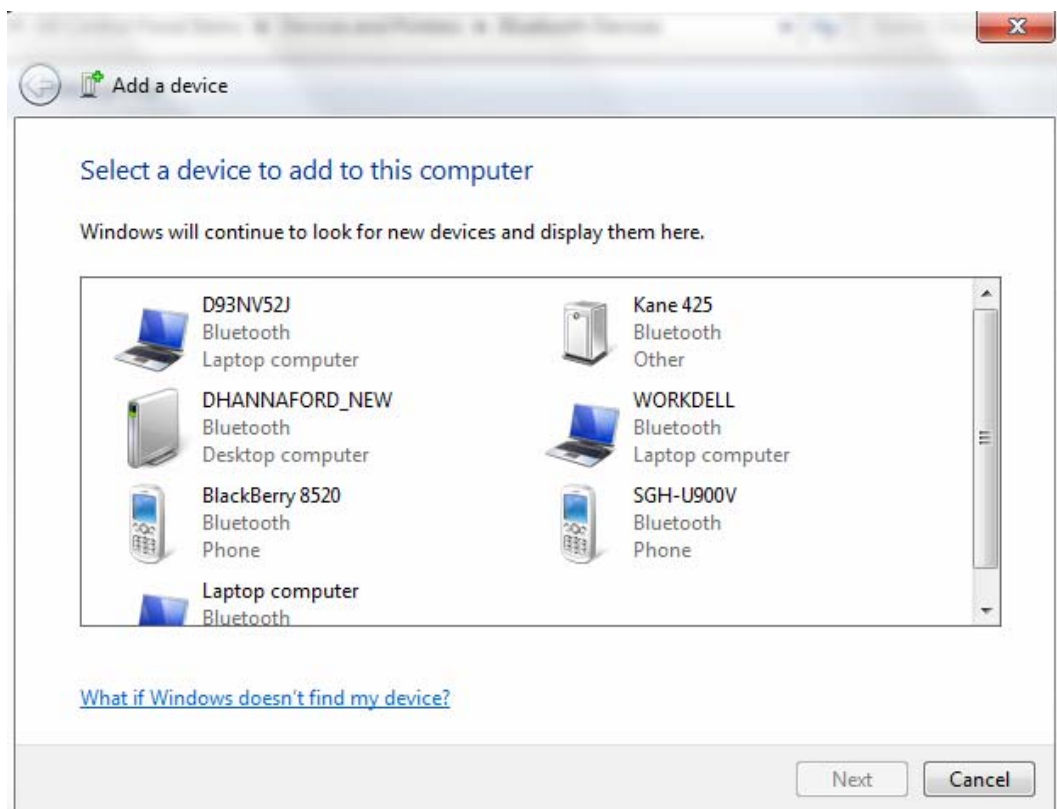 Add a device
Select a device to add to this computer
Windows will continue to look for new devices and display them here.
D93NV52J
Bluetooth
Laptop computer
Kane 425
Bluetooth
Other
DHANNAFORD_NEW
Bluetooth
Desktop computer
WORKDELL
Bluetooth
Laptop computer
BlackBerry 8520
Bluetooth
Phone
SGH-U900V
Bluetooth
Phone
Laptop computer
Bluetooth
What if Windows doesn't find my device?
Next
Cancel